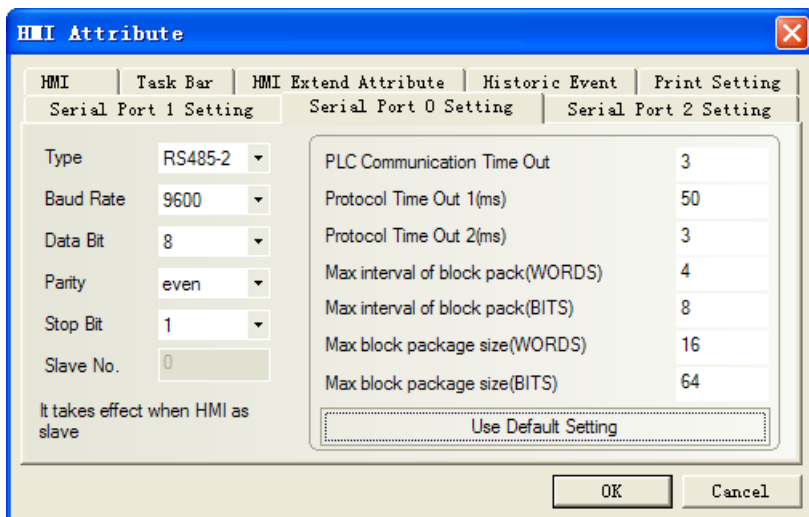 HMI Attribute
HMI Task Bar HMI Extend Attribute Historic Event Print Setting
Serial Port 1 Setting Serial Port 0 Setting Serial Port 2 Setting
Type RS485-2
Baud Rate 9600
Data Bit 8
Parity even
Stop Bit 1
Slave No. 0
It takes effect when HMI as
slave
PLC Communication Time Out 3
Protocol Time Out 1(ms) 50
Protocol Time Out 2(ms) 3
Max interval of block pack(WORDS) 4
Max interval of block pack(BITS) 8
Max block package size(WORDS) 16
Max block package size(BITS) 64
Use Default Setting
OK Cancel